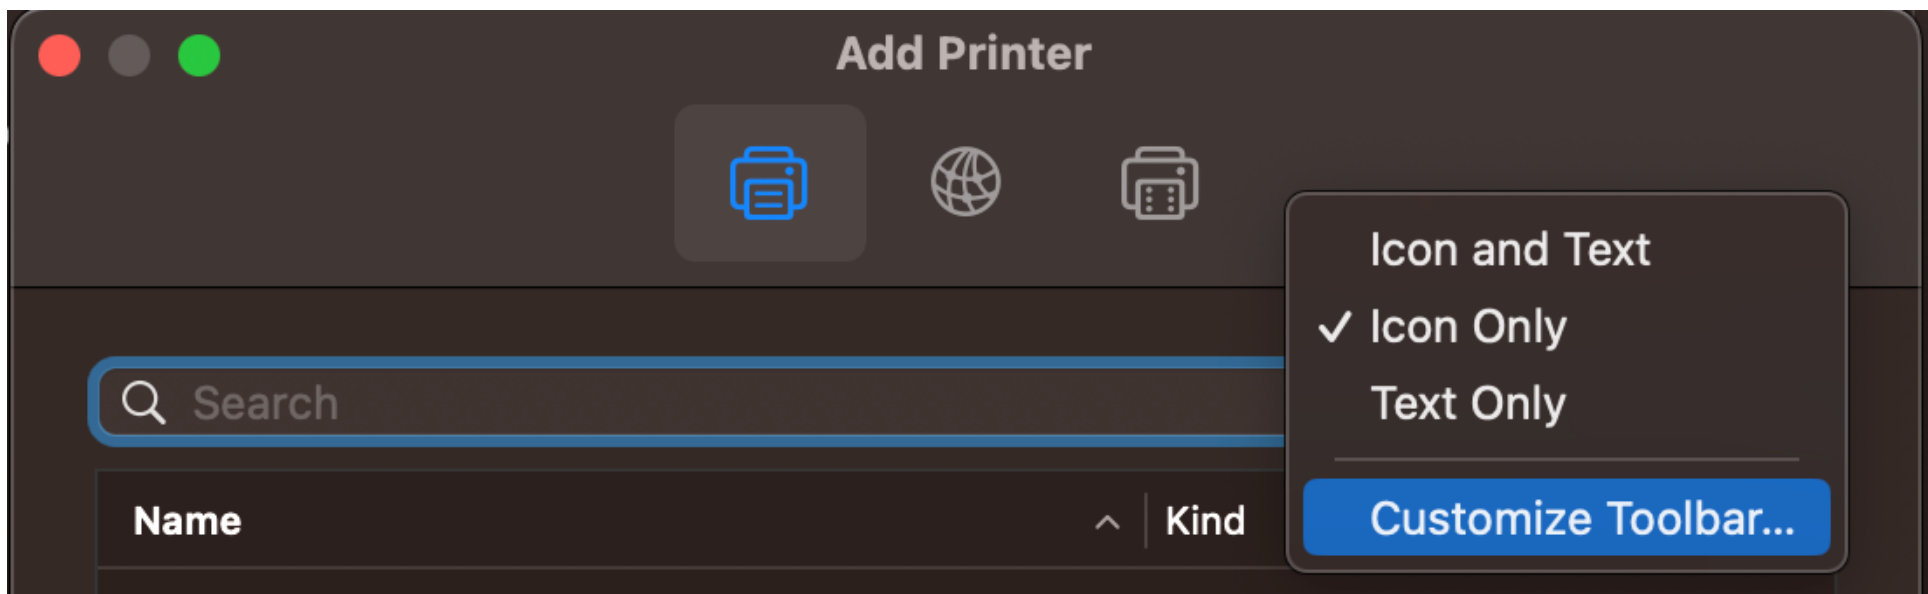 Add Printer
Icon and Text
✓ Icon Only
Text Only
Search
Customize Toolbar...
Name
Kind